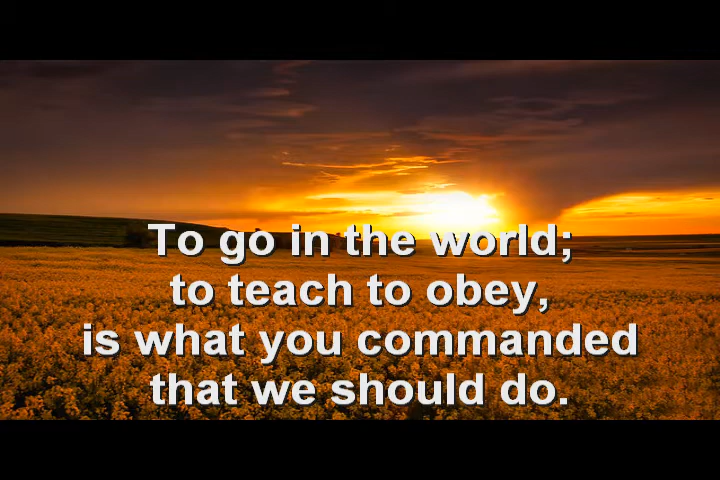 To go in the world;
to teach to obey,
is what you commanded
that we should do.